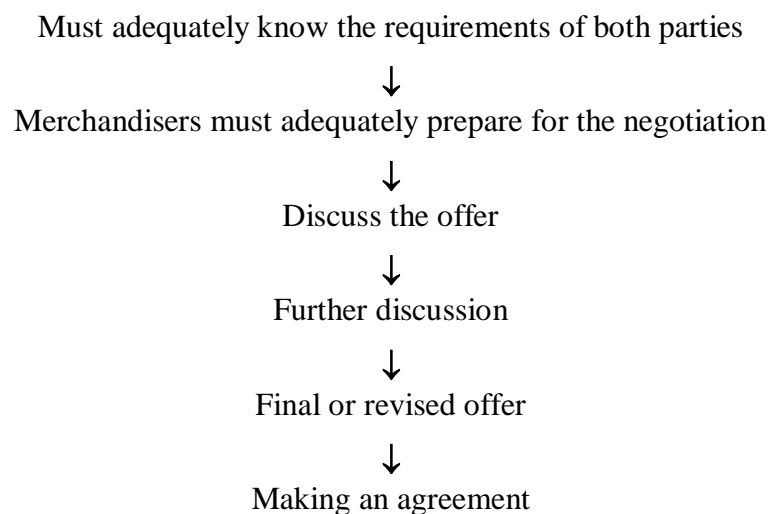 Must adequately know the requirements of both parties
↓
Merchandisers must adequately prepare for the negotiation
↓
Discuss the offer
↓
Further discussion
↓
Final or revised offer
↓
Making an agreement